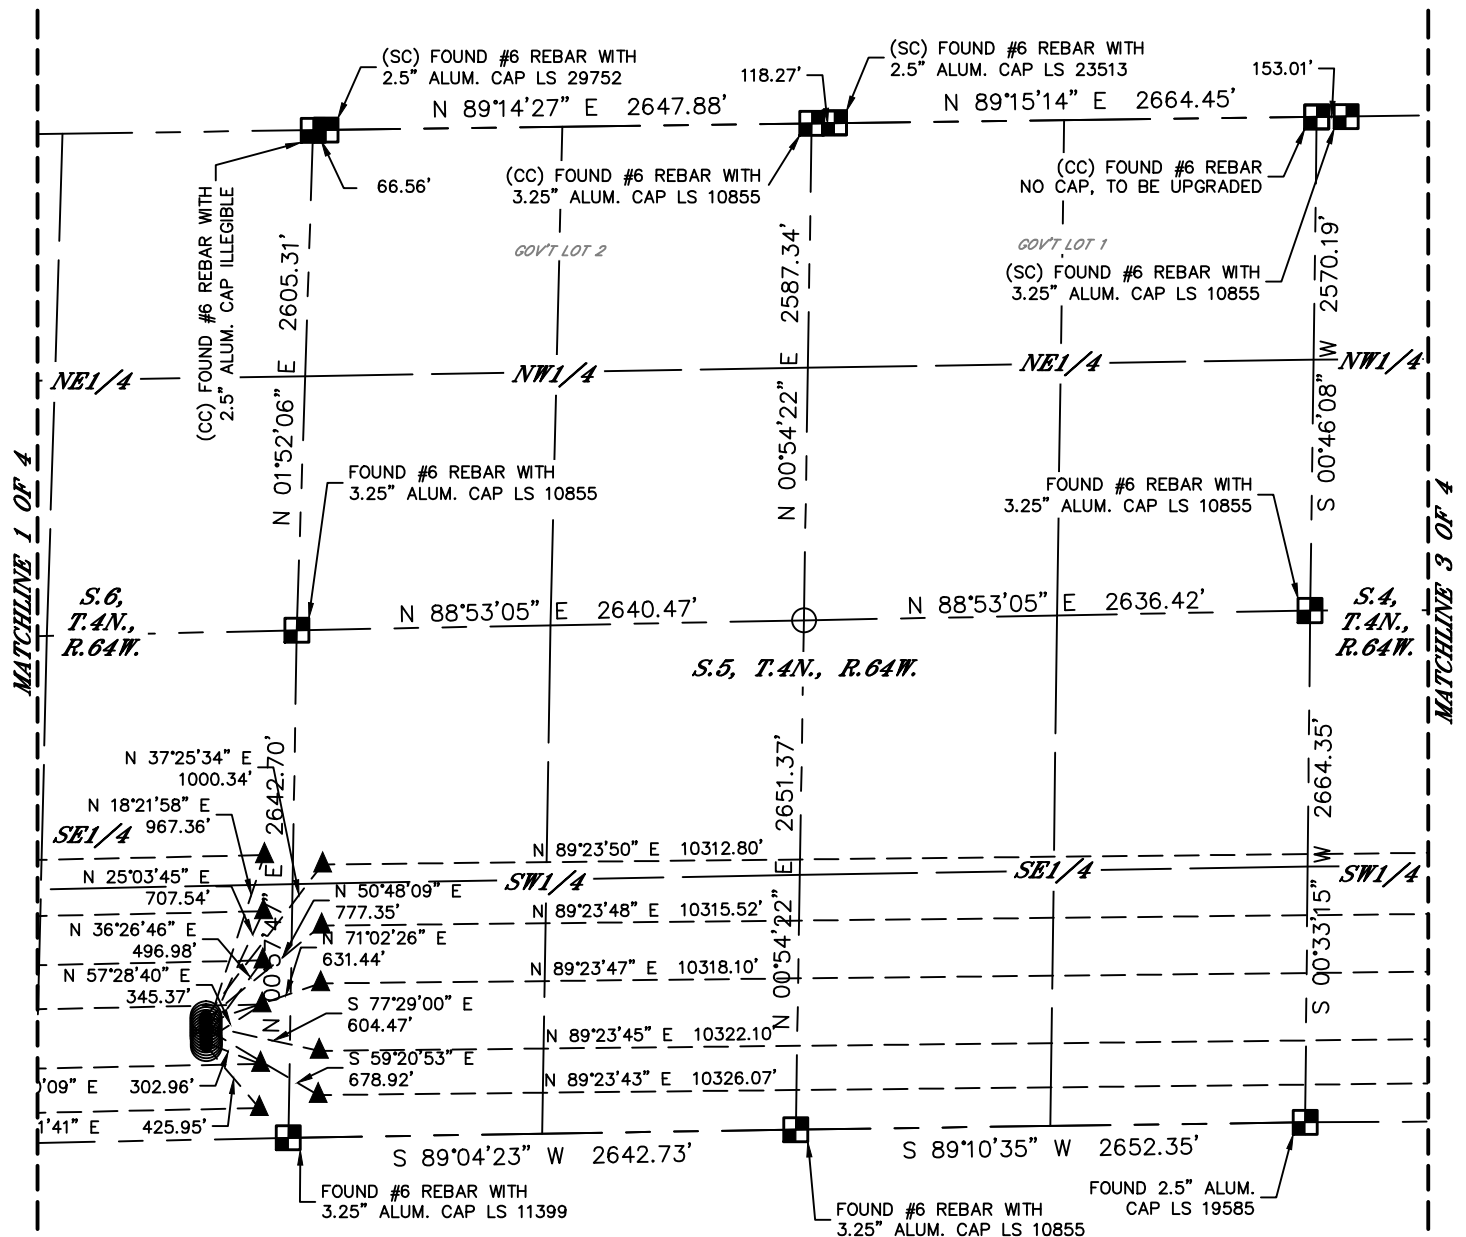 (SC) FOUND #6 REBAR WITH
2.5" ALUM. CAP LS 29752
(SC) FOUND #6 REBAR WITH
2.5" ALUM. CAP LS 23513
118.27'
153.01'
N 89°14'27" E 2647.88'
N 89°15'14" E 2664.45'
66.56'
(CC) FOUND #6 REBAR WITH
3.25" ALUM. CAP LS 10855
(CC) FOUND #6 REBAR
NO CAP, TO BE UPGRADED
(CC) FOUND #6 REBAR WITH
2.5" ALUM. CAP ILLEGIBLE
GOV'T LOT 2
GOV'T LOT 1
(SC) FOUND #6 REBAR WITH
3.25" ALUM. CAP LS 10855
N 01°52'06" E 2605.31'
N 00°54'22" E 2587.34'
S 00°46'08" W 2570.19'
NE1/4
NW1/4
NE1/4
NW1/4
MATCHLINE 1 OF 4
MATCHLINE 3 OF 4
FOUND #6 REBAR WITH
3.25" ALUM. CAP LS 10855
FOUND #6 REBAR WITH
3.25" ALUM. CAP LS 10855
S.6,
T.4N.,
R.64W.
N 88°53'05" E 2640.47'
N 88°53'05" E 2636.42'
S.4,
T.4N.,
R.64W.
S.5, T.4N., R.64W.
N 00°57'47" E 2642.70'
N 00°54'22" E 2651.37'
S 00°33'15" W 2664.35'
N 37°25'34" E
1000.34'
N 18°21'58" E
967.36'
SE1/4
N 25°03'45" E
707.54'
N 36°26'46" E
496.98'
N 57°28'40" E
345.37'
N 50°48'09" E
777.35'
N 71°02'26" E
631.44'
S 77°29'00" E
604.47'
S 59°20'53" E
678.92'
'09" E 302.96'
1'41" E 425.95'
N 89°23'50" E 10312.80'
SW1/4
SE1/4
SW1/4
N 89°23'48" E 10315.52'
N 89°23'47" E 10318.10'
N 89°23'45" E 10322.10'
N 89°23'43" E 10326.07'
S 89°04'23" W 2642.73'
S 89°10'35" W 2652.35'
FOUND #6 REBAR WITH
3.25" ALUM. CAP LS 11399
FOUND #6 REBAR WITH
3.25" ALUM. CAP LS 10855
FOUND 2.5" ALUM.
CAP LS 19585